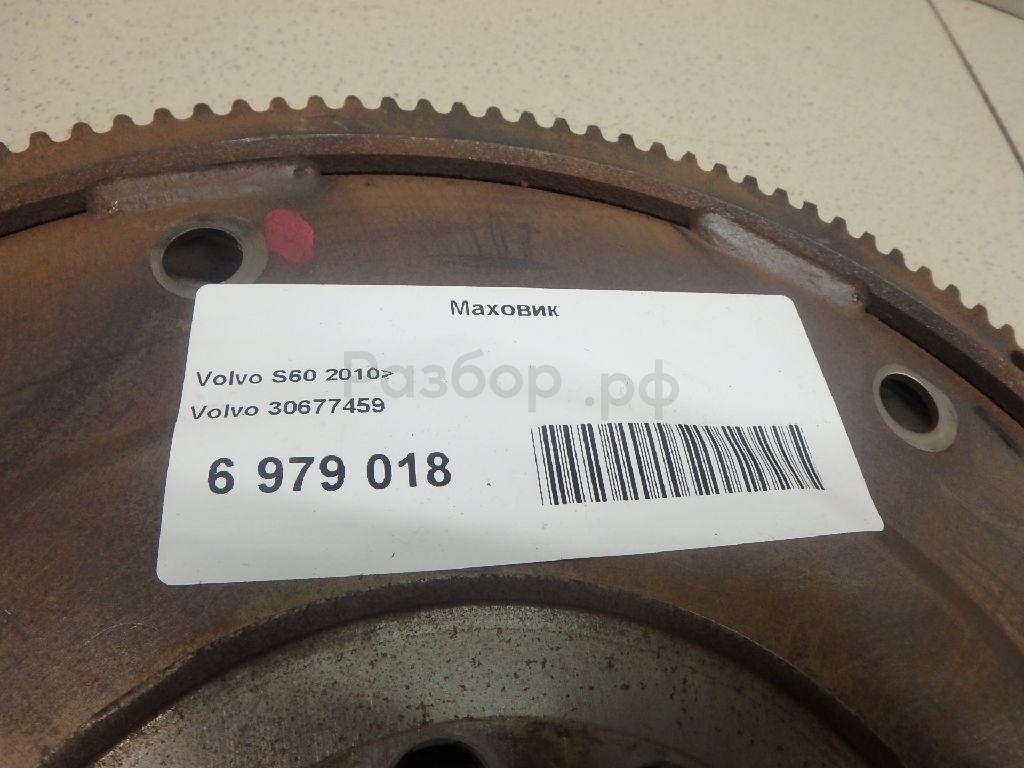 Маховик
Volvo S60 2010>
Разбор.рф
Volvo 30677459
6 979 018